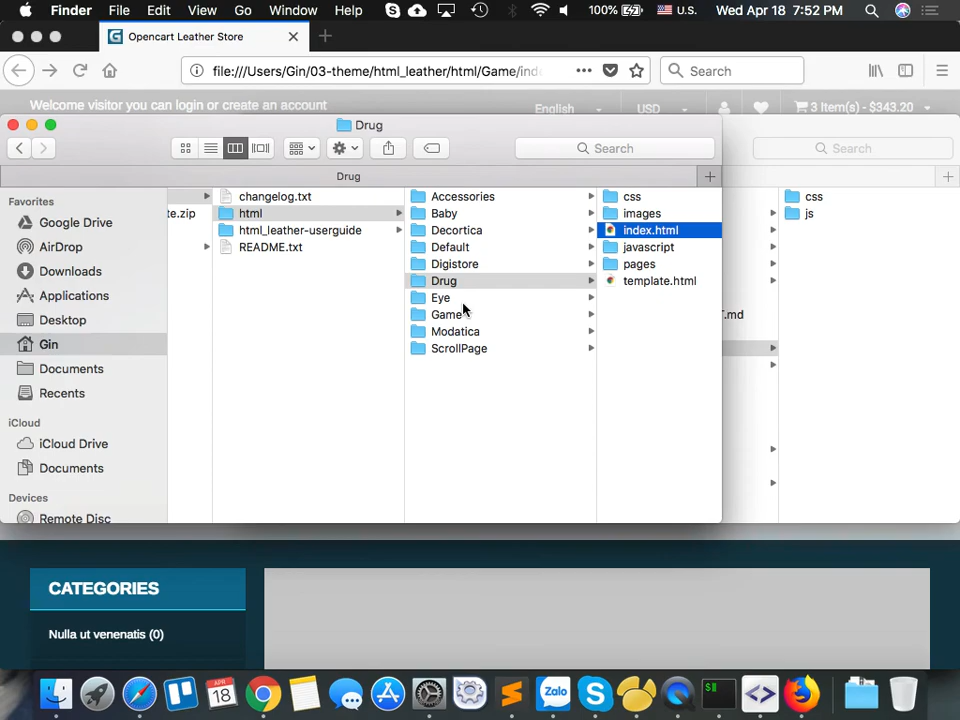 Finder File Edit View Go Window Help 100% U.S. Wed Apr 18 7:52 PM
Opencart Leather Store
file:///Users/Gin/03-theme/html_leather/html/Game/inde
Search
Welcome visitor you can login or create an account
English
USD
3 Item(s) - $343.20
Drug
Search
Search
Drug
Favorites
Google Drive
AirDrop
Downloads
Applications
Desktop
Gin
Documents
Recents
iCloud
iCloud Drive
Documents
Devices
Remote Disc
te.zip
changelog.txt
html
html_leather-userguide
README.txt
Accessories
Baby
Decortica
Default
Digistore
Drug
Eye
Game
Modatica
ScrollPage
css
images
index.html
javascript
pages
template.html
T.md
css
js
CATEGORIES
Nulla ut venenatis (0)
APR
18
Zalo